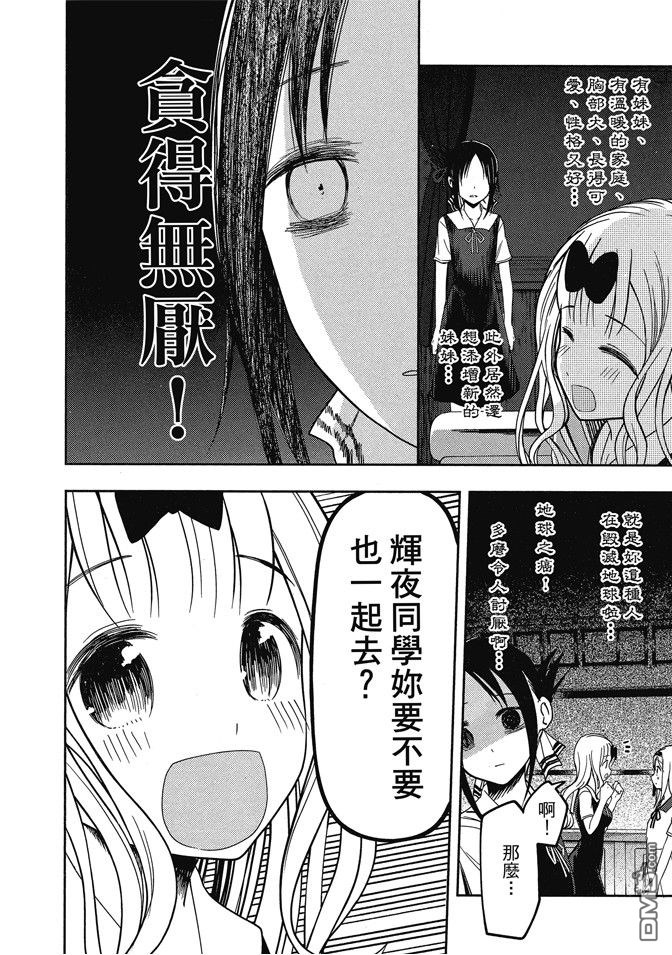 有妹妹、
有溫暖的家庭、
胸部大、長得可
愛、性格又好…
此外居然還
想添增新的
妹妹…
貪得無厭！
就是妳這種人
在毀滅地球啦…
地球之癌！
多麼令人討厭啊…
啊！
那麼…
輝夜同學妳要不要
也一起去？
DM5.com